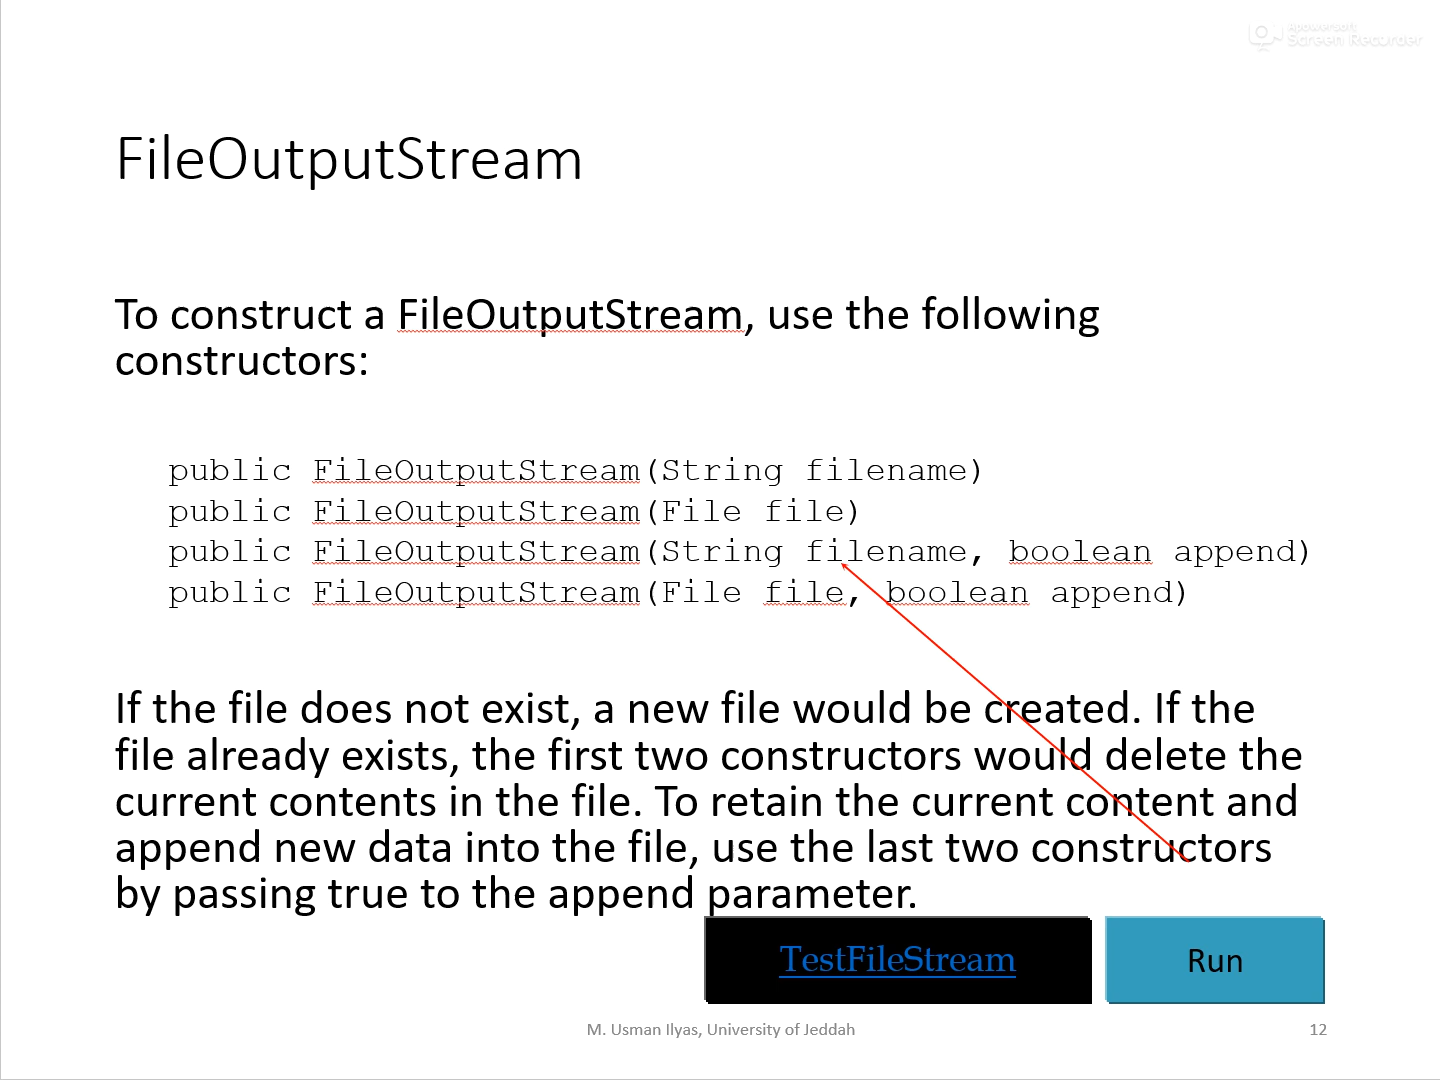 Apowersoft
Screen Recorder
FileOutputStream
To construct a FileOutputStream, use the following
constructors:
public FileOutputStream(String filename)
public FileOutputStream(File file)
public FileOutputStream(String filename, boolean append)
public FileOutputStream(File file, boolean append)
If the file does not exist, a new file would be created. If the
file already exists, the first two constructors would delete the
current contents in the file. To retain the current content and
append new data into the file, use the last two constructors
by passing true to the append parameter.
TestFileStream
Run
M. Usman Ilyas, University of Jeddah
12